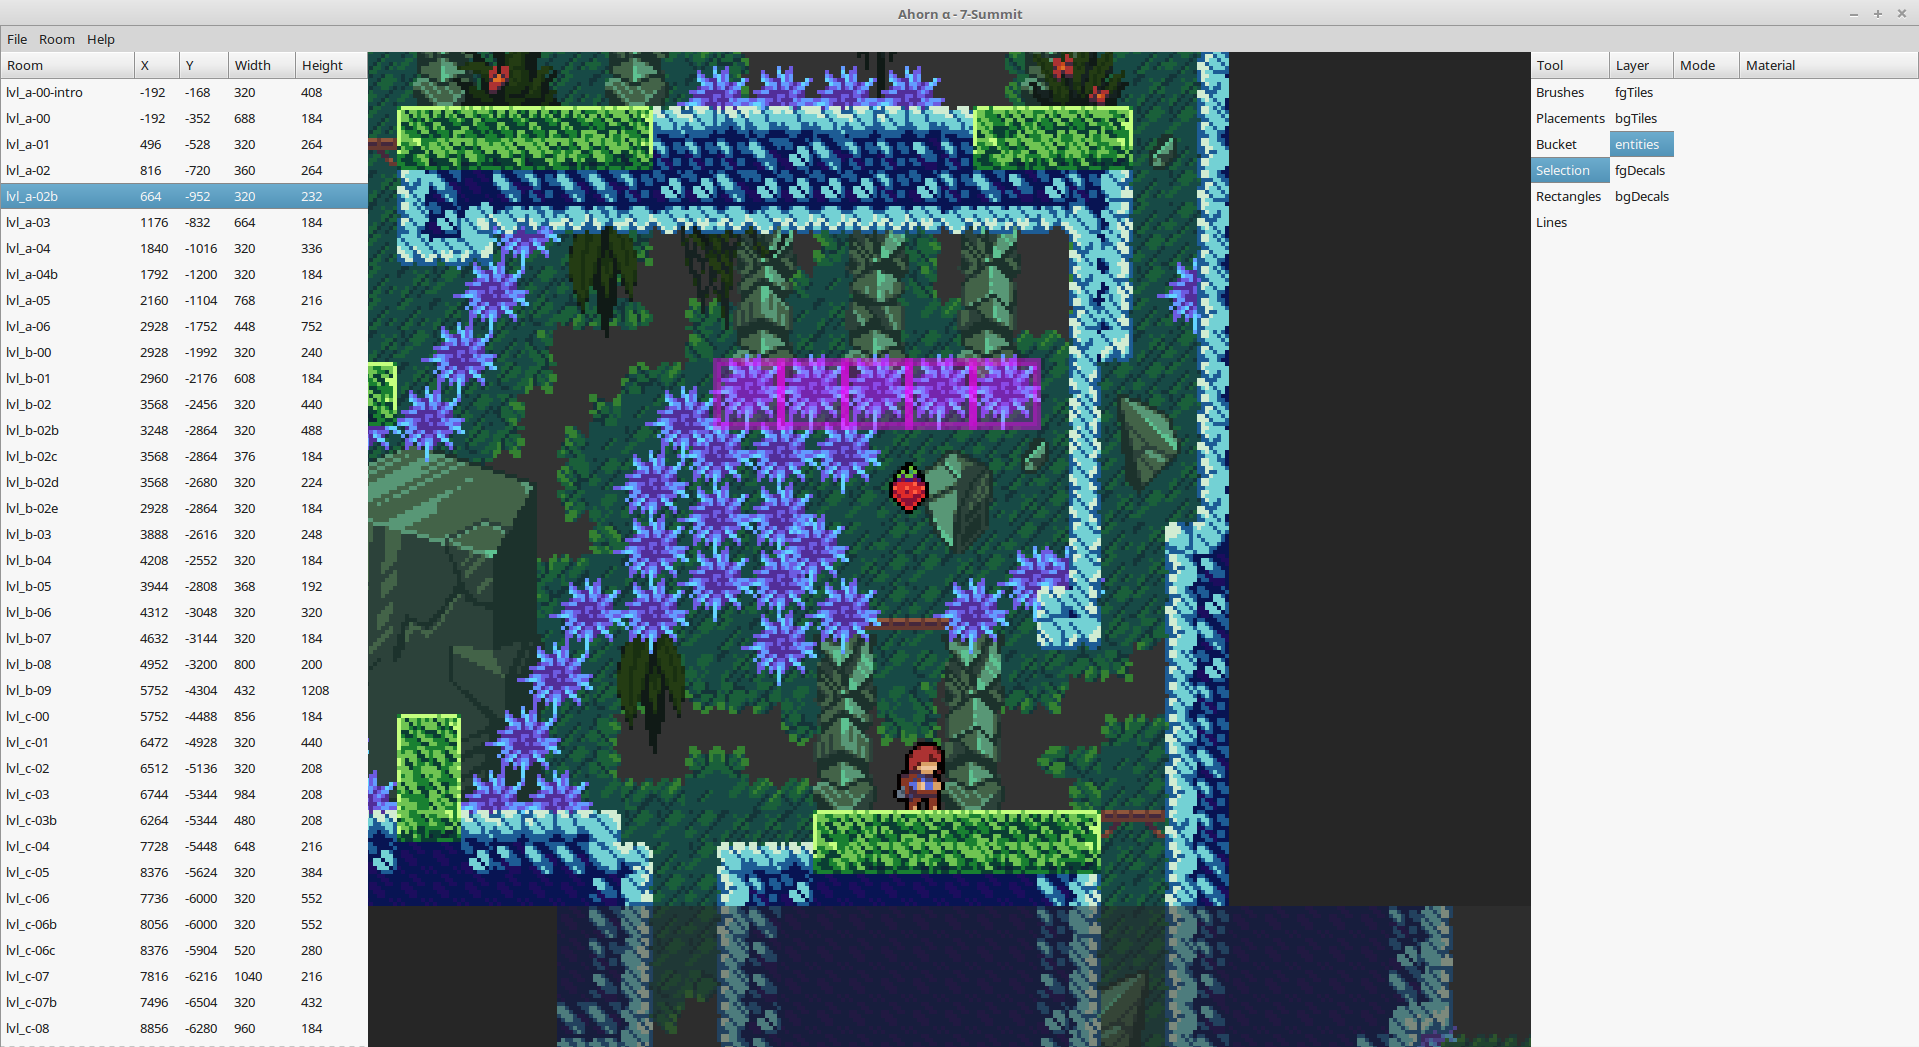 Ahorn α - 7-Summit
File Room Help
Room X Y Width Height
lvl_a-00-intro -192 -168 320 408
lvl_a-00 -192 -352 688 184
lvl_a-01 496 -528 320 264
lvl_a-02 816 -720 360 264
lvl_a-02b 664 -952 320 232
lvl_a-03 1176 -832 664 184
lvl_a-04 1840 -1016 320 336
lvl_a-04b 1792 -1200 320 184
lvl_a-05 2160 -1104 768 216
lvl_a-06 2928 -1752 448 752
lvl_b-00 2928 -1992 320 240
lvl_b-01 2960 -2176 608 184
lvl_b-02 3568 -2456 320 440
lvl_b-02b 3248 -2864 320 488
lvl_b-02c 3568 -2864 376 184
lvl_b-02d 3568 -2680 320 224
lvl_b-02e 2928 -2864 320 184
lvl_b-03 3888 -2616 320 248
lvl_b-04 4208 -2552 320 184
lvl_b-05 3944 -2808 368 192
lvl_b-06 4312 -3048 320 320
lvl_b-07 4632 -3144 320 184
lvl_b-08 4952 -3200 800 200
lvl_b-09 5752 -4304 432 1208
lvl_c-00 5752 -4488 856 184
lvl_c-01 6472 -4928 320 440
lvl_c-02 6512 -5136 320 208
lvl_c-03 6744 -5344 984 208
lvl_c-03b 6264 -5344 480 208
lvl_c-04 7728 -5448 648 216
lvl_c-05 8376 -5624 320 384
lvl_c-06 7736 -6000 320 552
lvl_c-06b 8056 -6000 320 552
lvl_c-06c 8376 -5904 520 280
lvl_c-07 7816 -6216 1040 216
lvl_c-07b 7496 -6504 320 432
lvl_c-08 8856 -6280 960 184
Tool Layer Mode Material
Brushes fgTiles
Placements bgTiles
Bucket entities
Selection fgDecals
Rectangles bgDecals
Lines